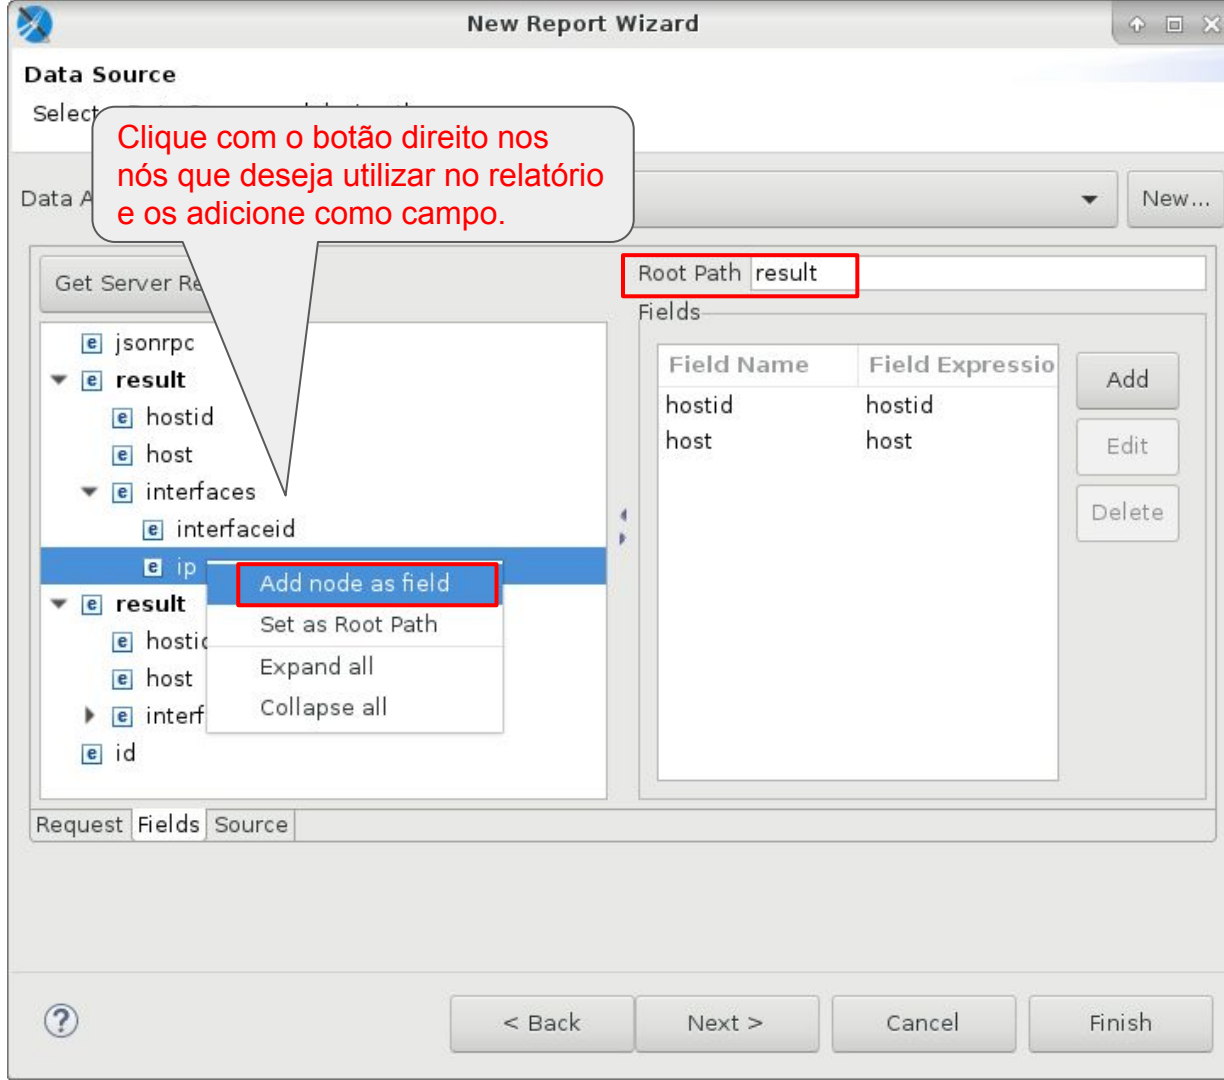 New Report Wizard
Data Source
Select
Clique com o botão direito nos
nós que deseja utilizar no relatório
e os adicione como campo.
Data A
New...
Get Server Re
Root Path result
Fields
jsonrpc
result
hostid
host
interfaces
interfaceid
ip
result
hostid
host
interf
id
Add node as field
Set as Root Path
Expand all
Collapse all
Field Name Field Expressio
hostid hostid
host host
Add
Edit
Delete
Request Fields Source
< Back Next > Cancel Finish